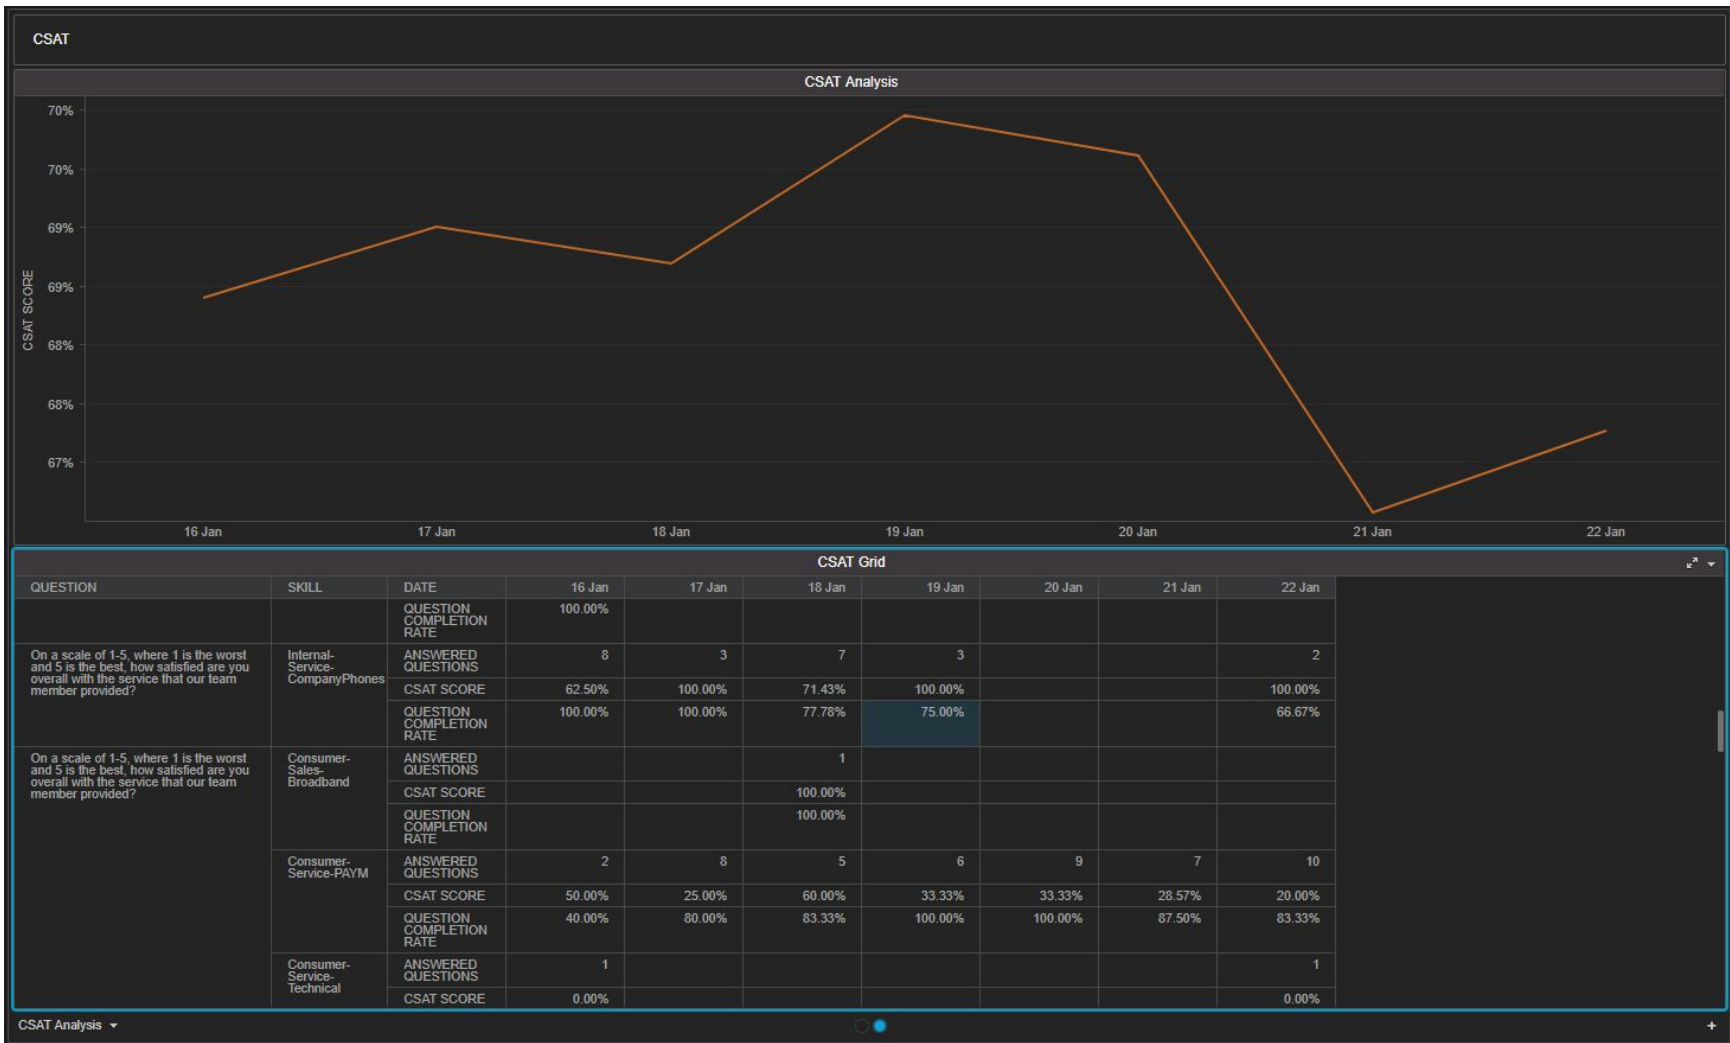 CSAT
CSAT Analysis
CSAT SCORE
70%
70%
69%
69%
68%
68%
67%
16 Jan 17 Jan 18 Jan 19 Jan 20 Jan 21 Jan 22 Jan
CSAT Grid
QUESTION SKILL DATE 16 Jan 17 Jan 18 Jan 19 Jan 20 Jan 21 Jan 22 Jan
QUESTION 100.00%
COMPLETION
RATE
On a scale of 1-5, where 1 is the worst
and 5 is the best, how satisfied are you
overall with the service that our team
member provided?
Internal-
Service-
CompanyPhones
ANSWERED 8 3 7 3 2
QUESTIONS
CSAT SCORE 62.50% 100.00% 71.43% 100.00% 100.00%
QUESTION 100.00% 100.00% 77.78% 75.00% 66.67%
COMPLETION
RATE
On a scale of 1-5, where 1 is the worst
and 5 is the best, how satisfied are you
overall with the service that our team
member provided?
Consumer-
Sales-
Broadband
ANSWERED 1
QUESTIONS
CSAT SCORE 100.00%
QUESTION 100.00%
COMPLETION
RATE
Consumer-
Service-PAYM
ANSWERED 2 8 5 6 9 7 10
QUESTIONS
CSAT SCORE 50.00% 25.00% 60.00% 33.33% 33.33% 28.57% 20.00%
QUESTION 40.00% 80.00% 83.33% 100.00% 100.00% 87.50% 83.33%
COMPLETION
RATE
Consumer-
Service-
Technical
ANSWERED 1 1
QUESTIONS
CSAT SCORE 0.00% 0.00%
CSAT Analysis